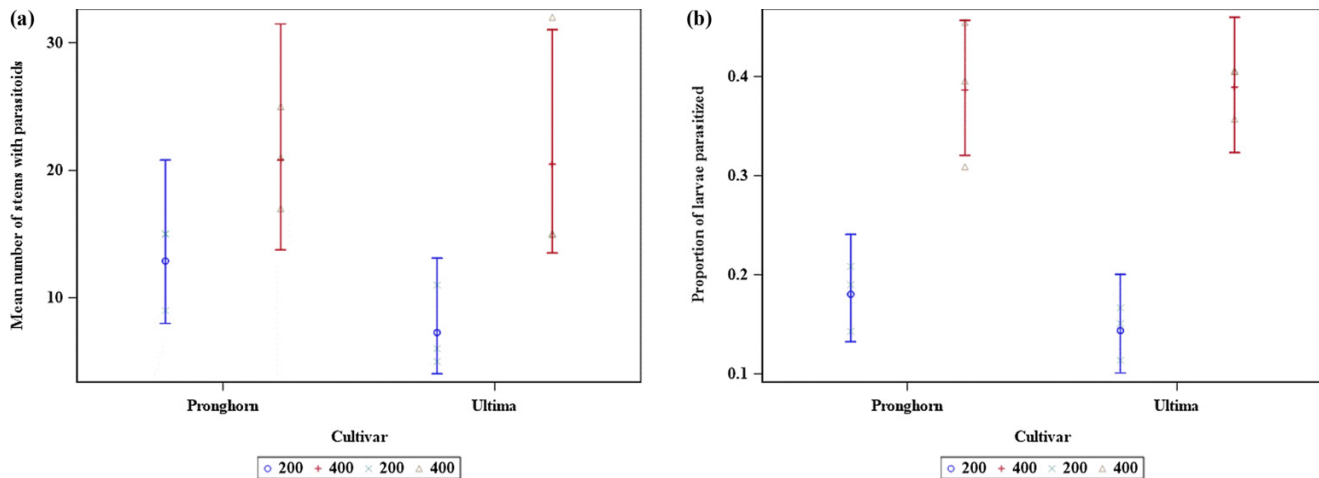 (a)
Mean number of stems with parasitoids
30
20
10
Pronghorn Ultima
Cultivar
200 400 200 400
(b)
Proportion of larvae parasitized
0.4
0.3
0.2
0.1
Pronghorn Ultima
Cultivar
200 400 200 400